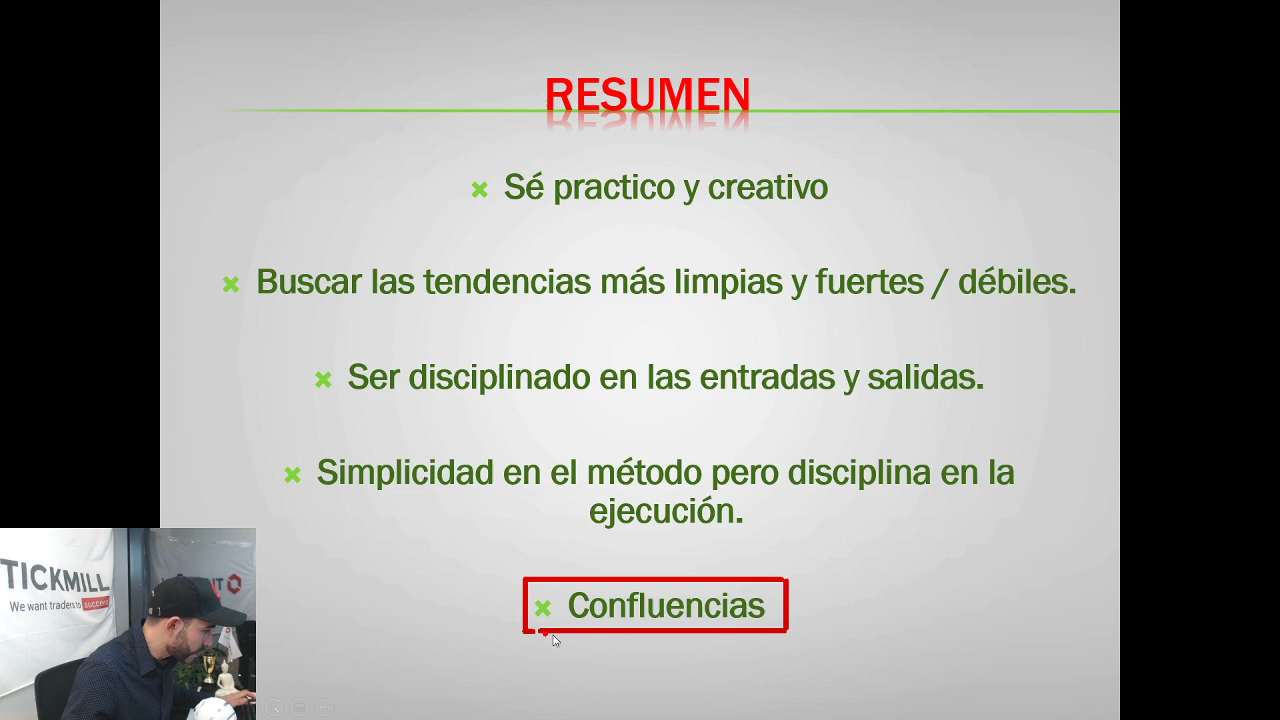 RESUMEN
Sé practico y creativo
Buscar las tendencias más limpias y fuertes / débiles.
Ser disciplinado en las entradas y salidas.
Simplicidad en el método pero disciplina en la
ejecución.
Confluencias
TICKMILL
We want traders to succeed